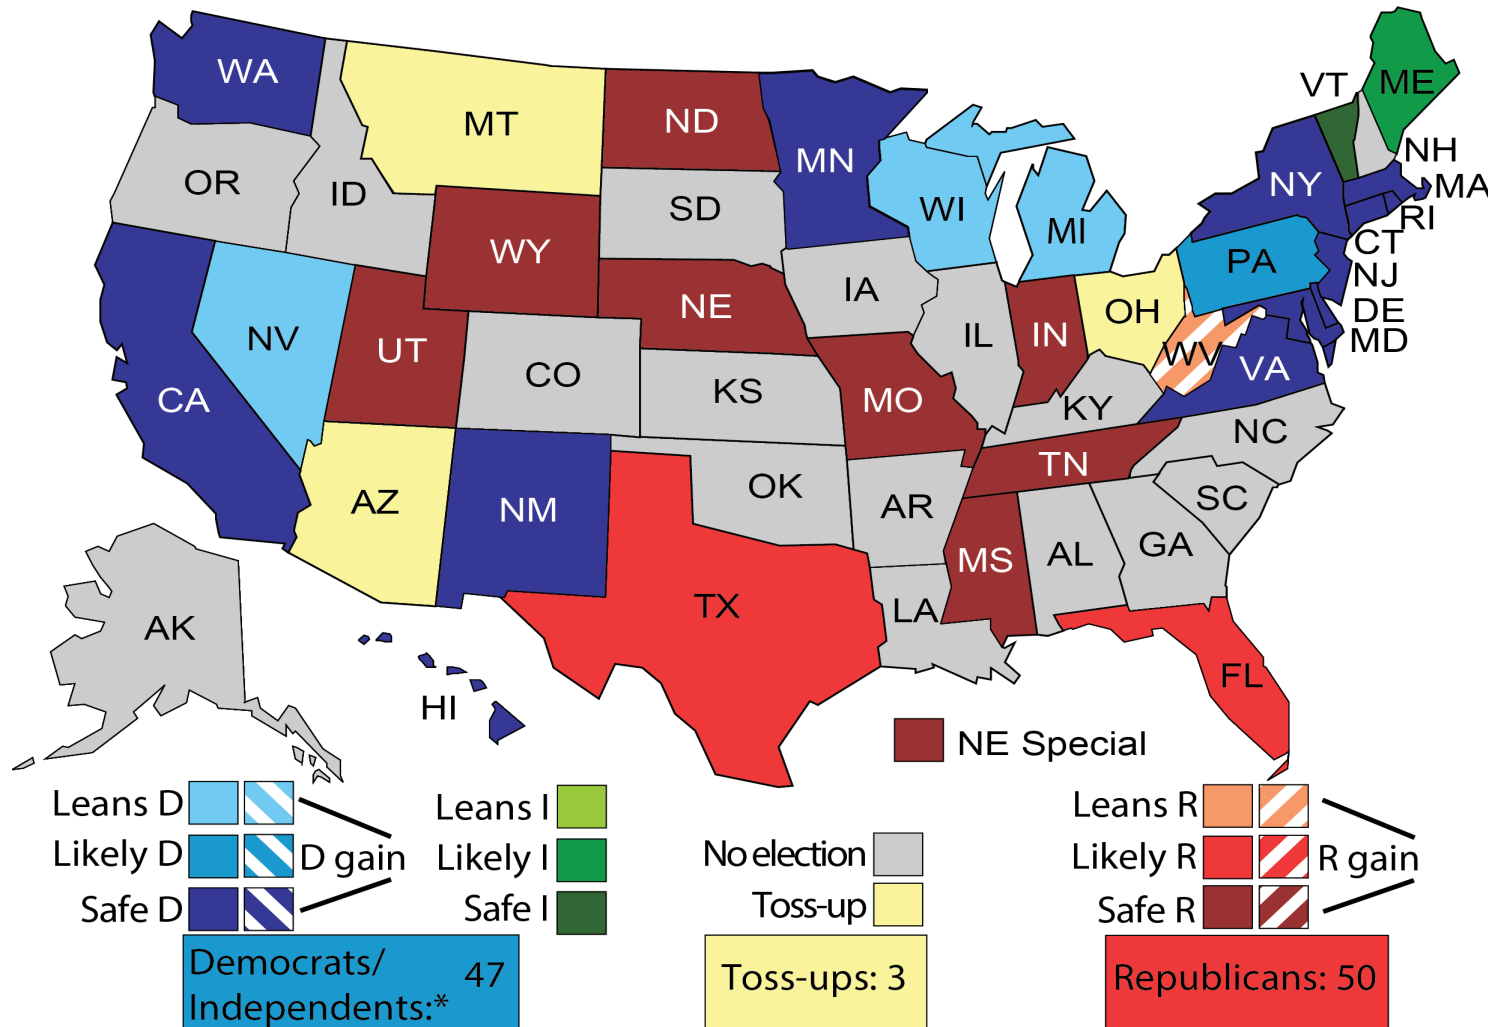 WA
MT
ND
MN
VT
ME
OR
ID
SD
WI
MI
NY
NH
MA
RI
CT
NJ
DE
MD
WY
NE
IA
PA
NV
UT
CO
KS
IL
IN
OH
WV
VA
CA
MO
KY
NC
TN
AZ
NM
OK
AR
SC
MS
AL
GA
AK
TX
LA
FL
HI
NE Special
Leans D
Likely D
Safe D
D gain
Leans I
Likely I
Safe I
No election
Toss-up
Leans R
Likely R
Safe R
R gain
Democrats/
Independents:* 47
Toss-ups: 3
Republicans: 50